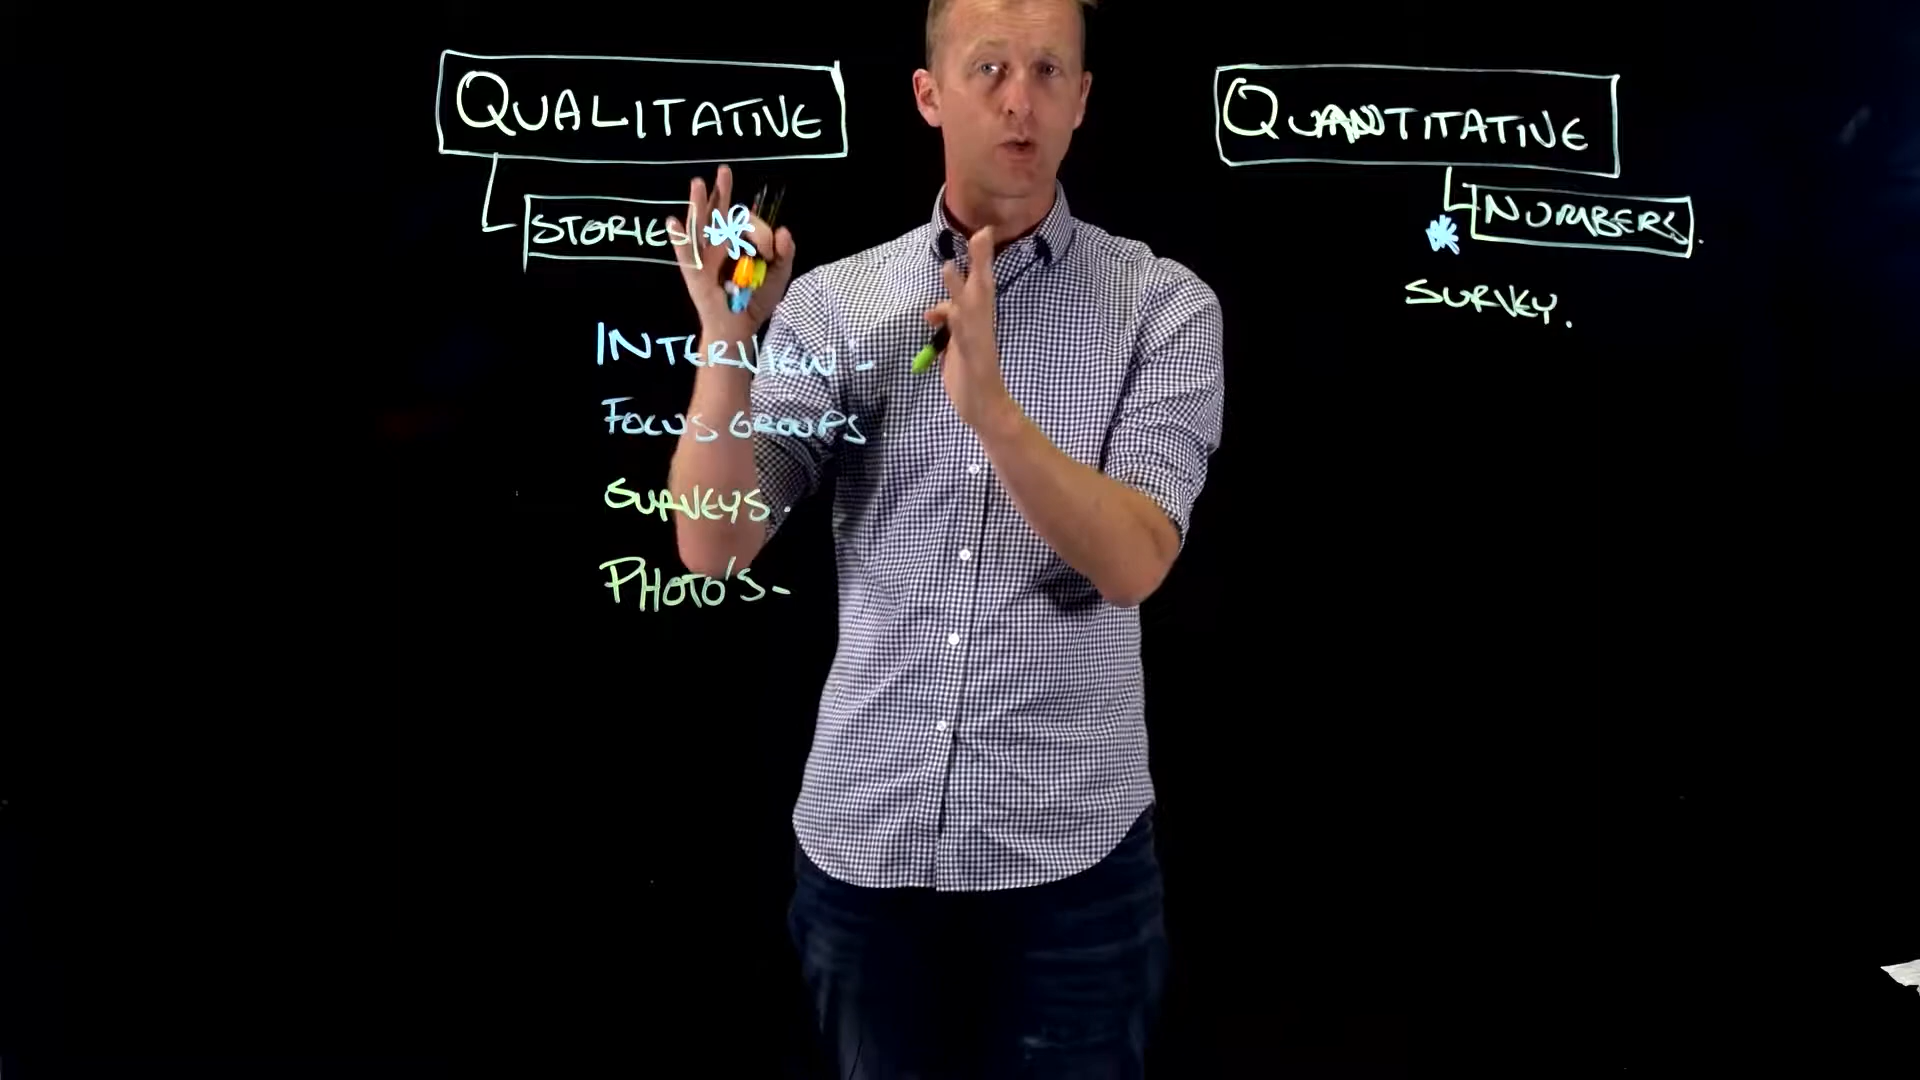 QUALITATIVE
STORIES
INTERVIEW -
FOCUS GROUPS
SURVEYS.
PHOTO'S -
QUANTITATIVE
NUMBERS.
SURVEY.